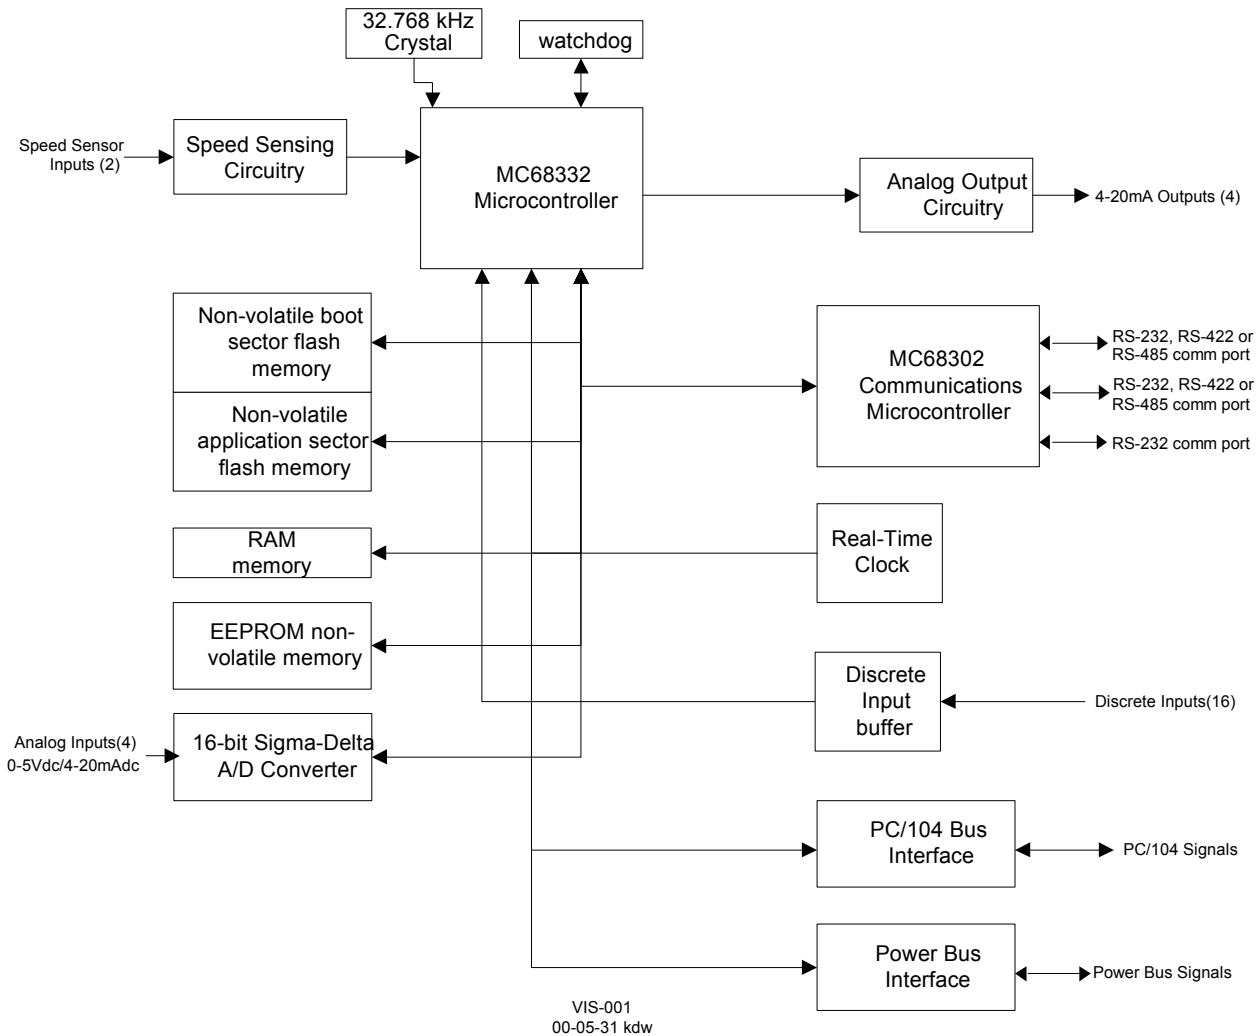 32.768 kHz
Crystal
watchdog
Speed Sensor
Inputs (2)
Speed Sensing
Circuitry
MC68332
Microcontroller
Analog Output
Circuitry
4-20mA Outputs (4)
Non-volatile boot
sector flash
memory
Non-volatile
application sector
flash memory
MC68302
Communications
Microcontroller
RS-232, RS-422 or
RS-485 comm port
RS-232, RS-422 or
RS-485 comm port
RS-232 comm port
RAM
memory
Real-Time
Clock
EEPROM non-
volatile memory
Discrete
Input
buffer
Discrete Inputs(16)
Analog Inputs(4)
0-5Vdc/4-20mAdc
16-bit Sigma-Delta
A/D Converter
PC/104 Bus
Interface
PC/104 Signals
Power Bus
Interface
Power Bus Signals
VIS-001
00-05-31 kdw